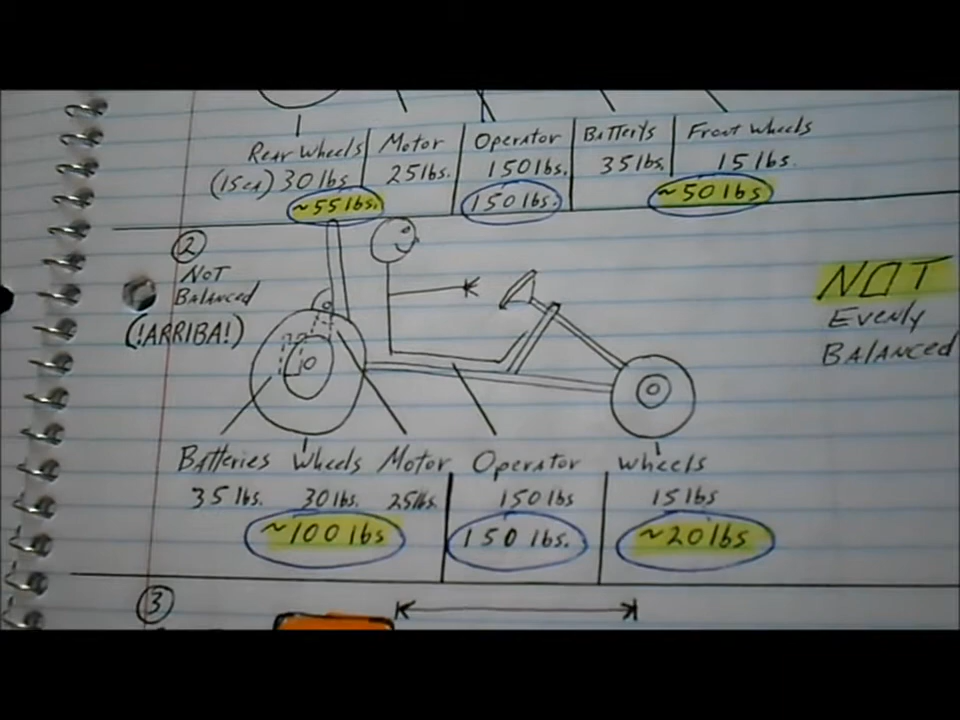 Rear Wheels Motor Operator Batterys Front Wheels
(15ea) 30 lbs. 25 lbs. 150 lbs. 35 lbs. 15 lbs.
~55 lbs. 150 lbs. ~50 lbs
2
Not
Balanced
(!ARRIBA!)
NOT
Evenly
Balanced
Batteries Wheels Motor Operator Wheels
35 lbs. 30 lbs. 25 lbs. 150 lbs 15 lbs
~100 lbs 150 lbs. ~20 lbs
3